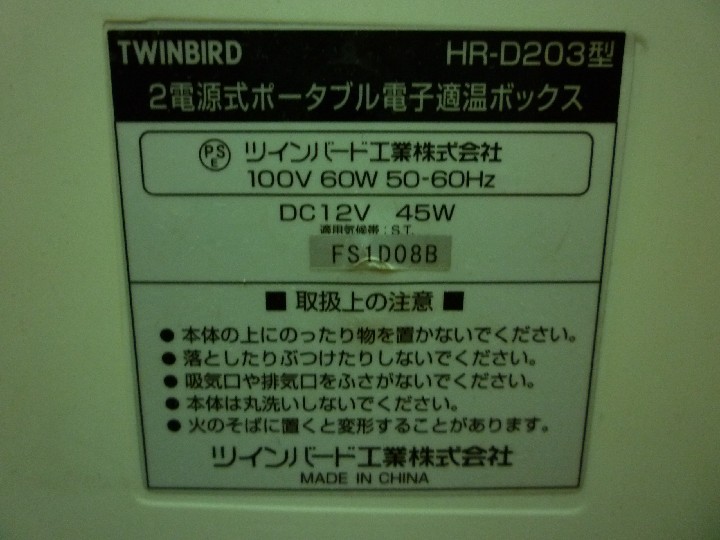 TWINBIRD HR-D203型
2電源式ポータブル電子適温ボックス
PS E ツインバード工業株式会社
100V 60W 50-60Hz
DC12V 45W
適用気候帯：S.T.
FS1D08B
■ 取扱上の注意 ■
●本体の上にのったり物を置かないでください。
●落としたりぶつけたりしないでください。
●吸気口や排気口をふさがないでください。
●本体は丸洗いしないでください。
●火のそばに置くと変形することがあります。
ツインバード工業株式会社
MADE IN CHINA